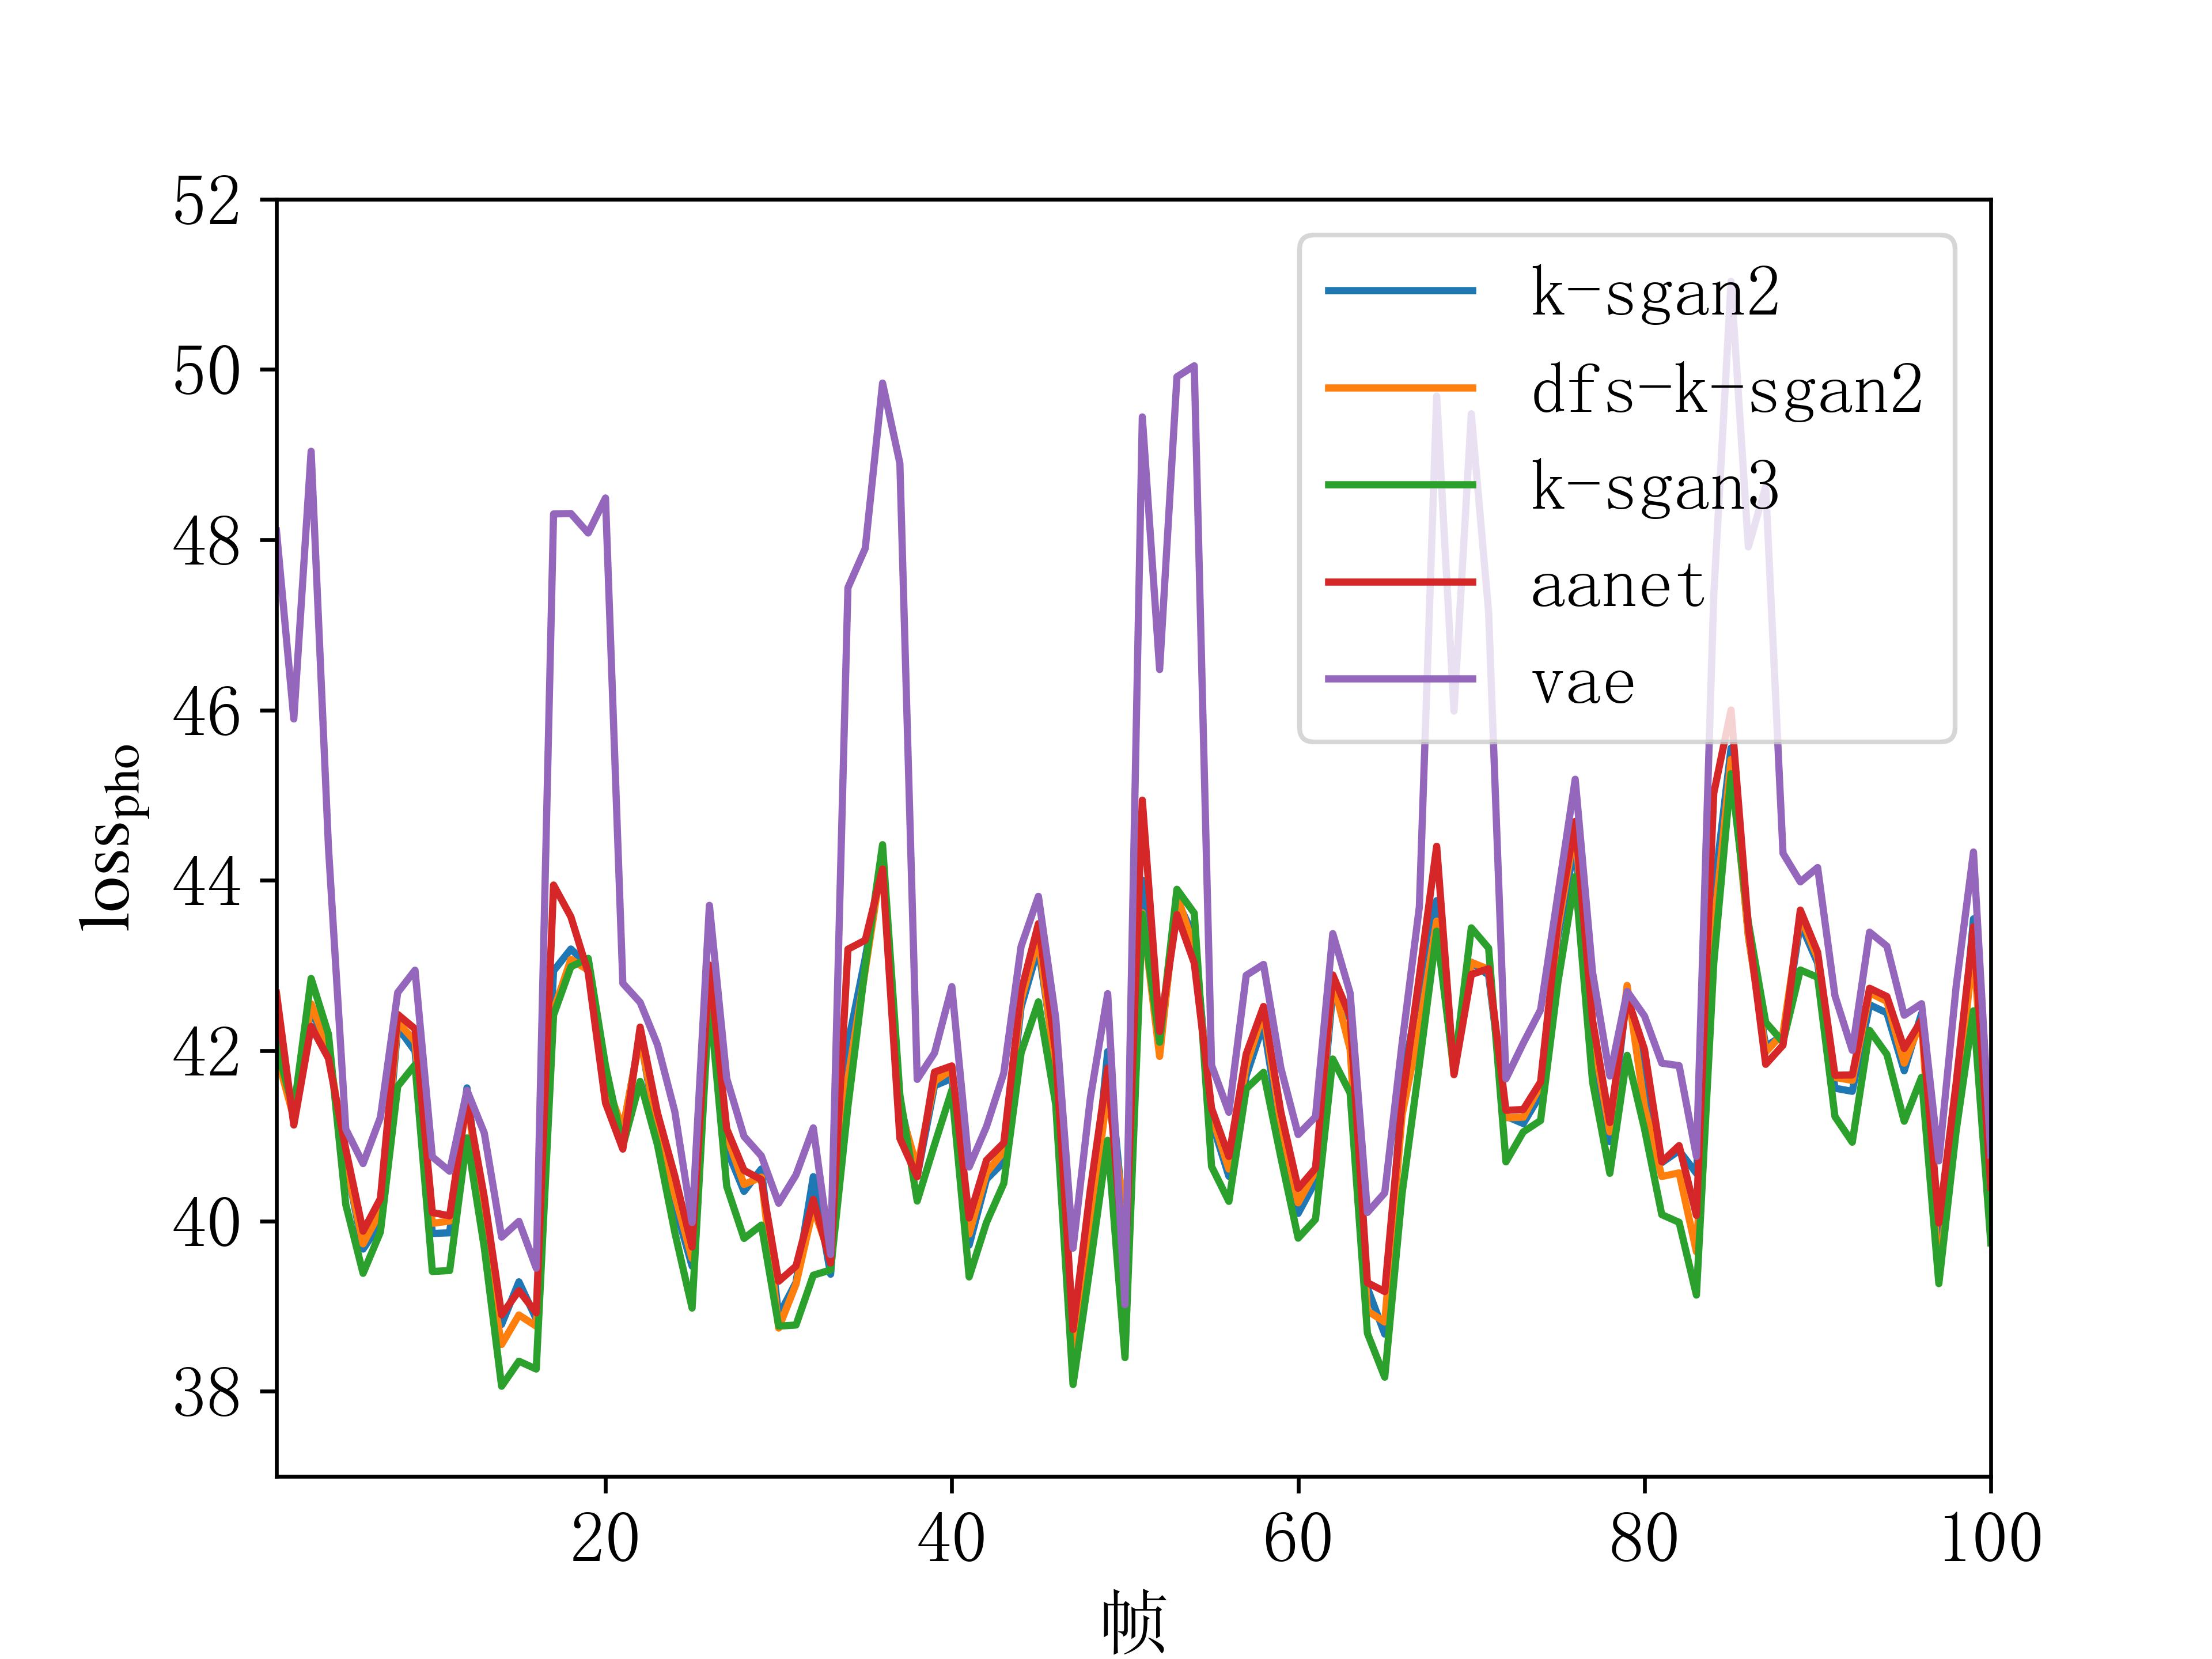 52
50
48
46
44
42
40
38
loss_pho
k-sgan2
dfs-k-sgan2
k-sgan3
aanet
vae
20 40 60 80 100
帧